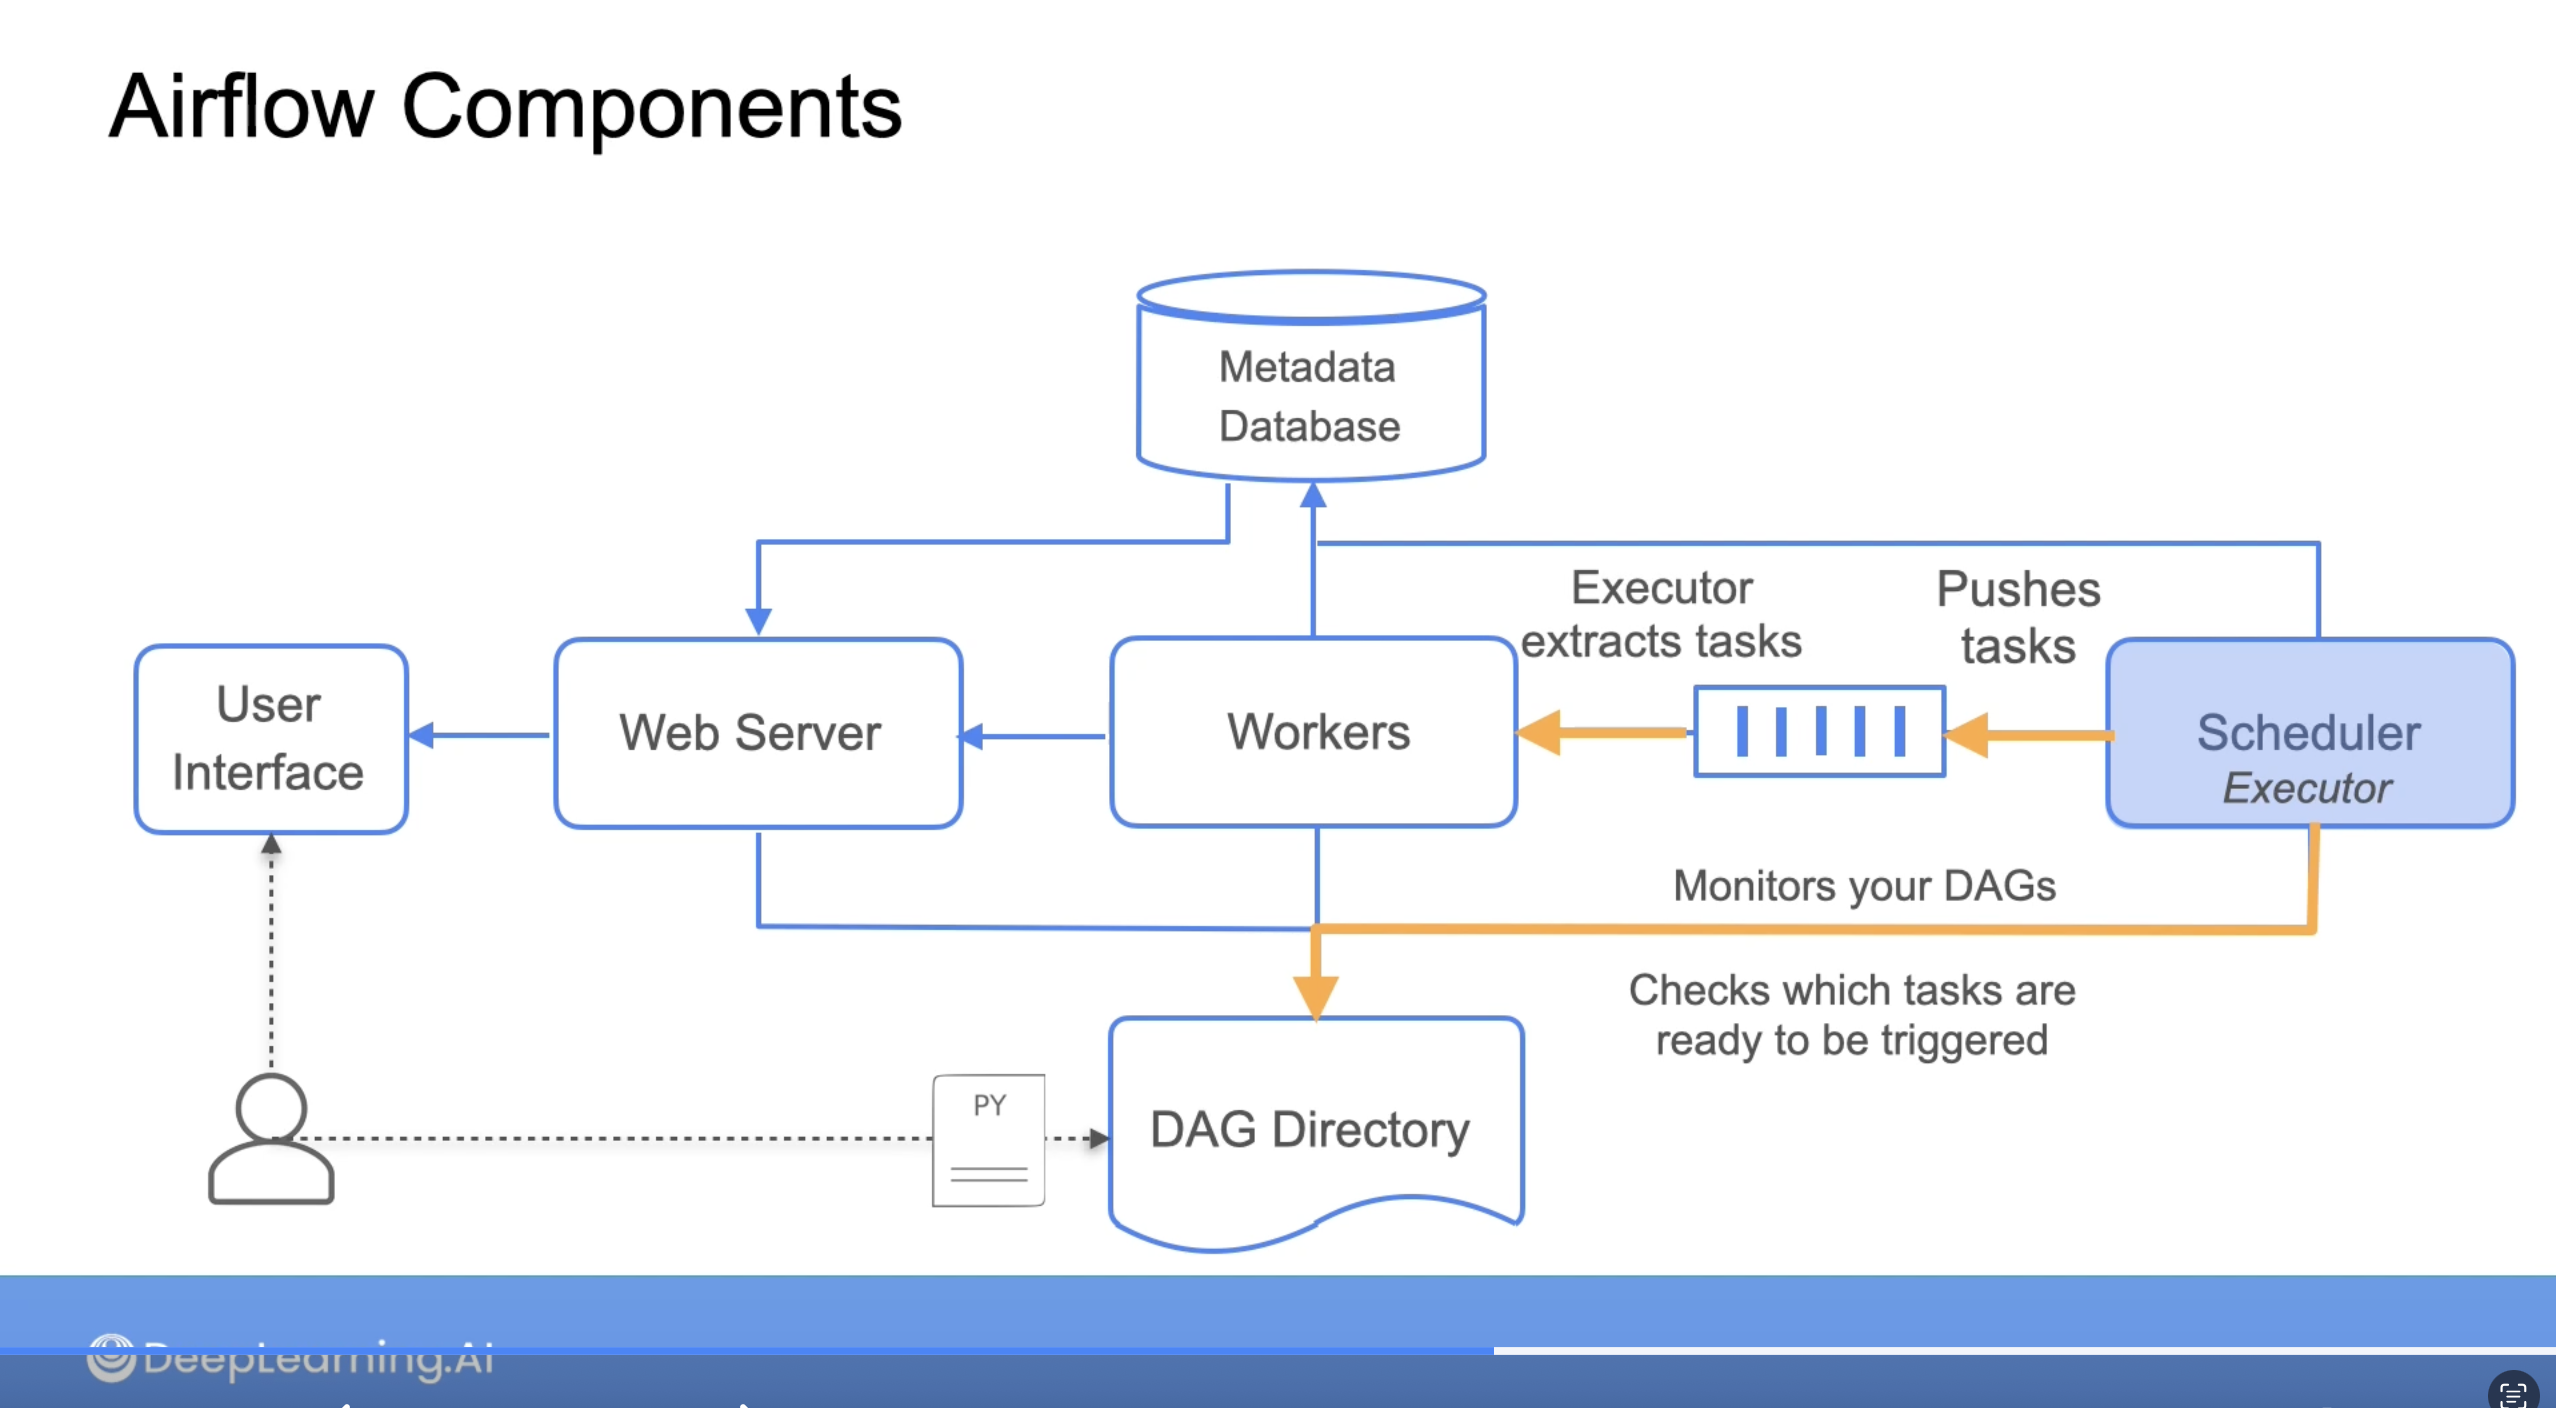 Airflow Components
Metadata
Database
Executor
extracts tasks
Pushes
tasks
User
Interface
Web Server
Workers
Scheduler
Executor
Monitors your DAGs
Checks which tasks are
ready to be triggered
PY
DAG Directory
DeepLearning.AI